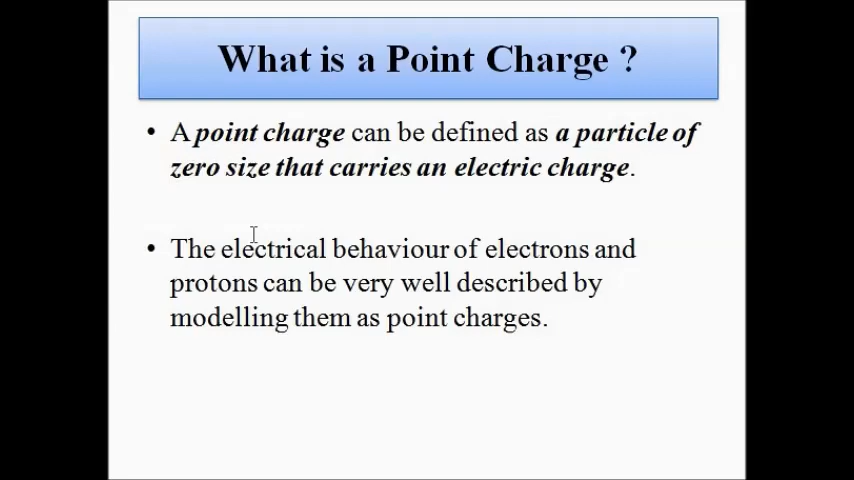 What is a Point Charge ?
• A point charge can be defined as a particle of
zero size that carries an electric charge.
• The electrical behaviour of electrons and
protons can be very well described by
modelling them as point charges.